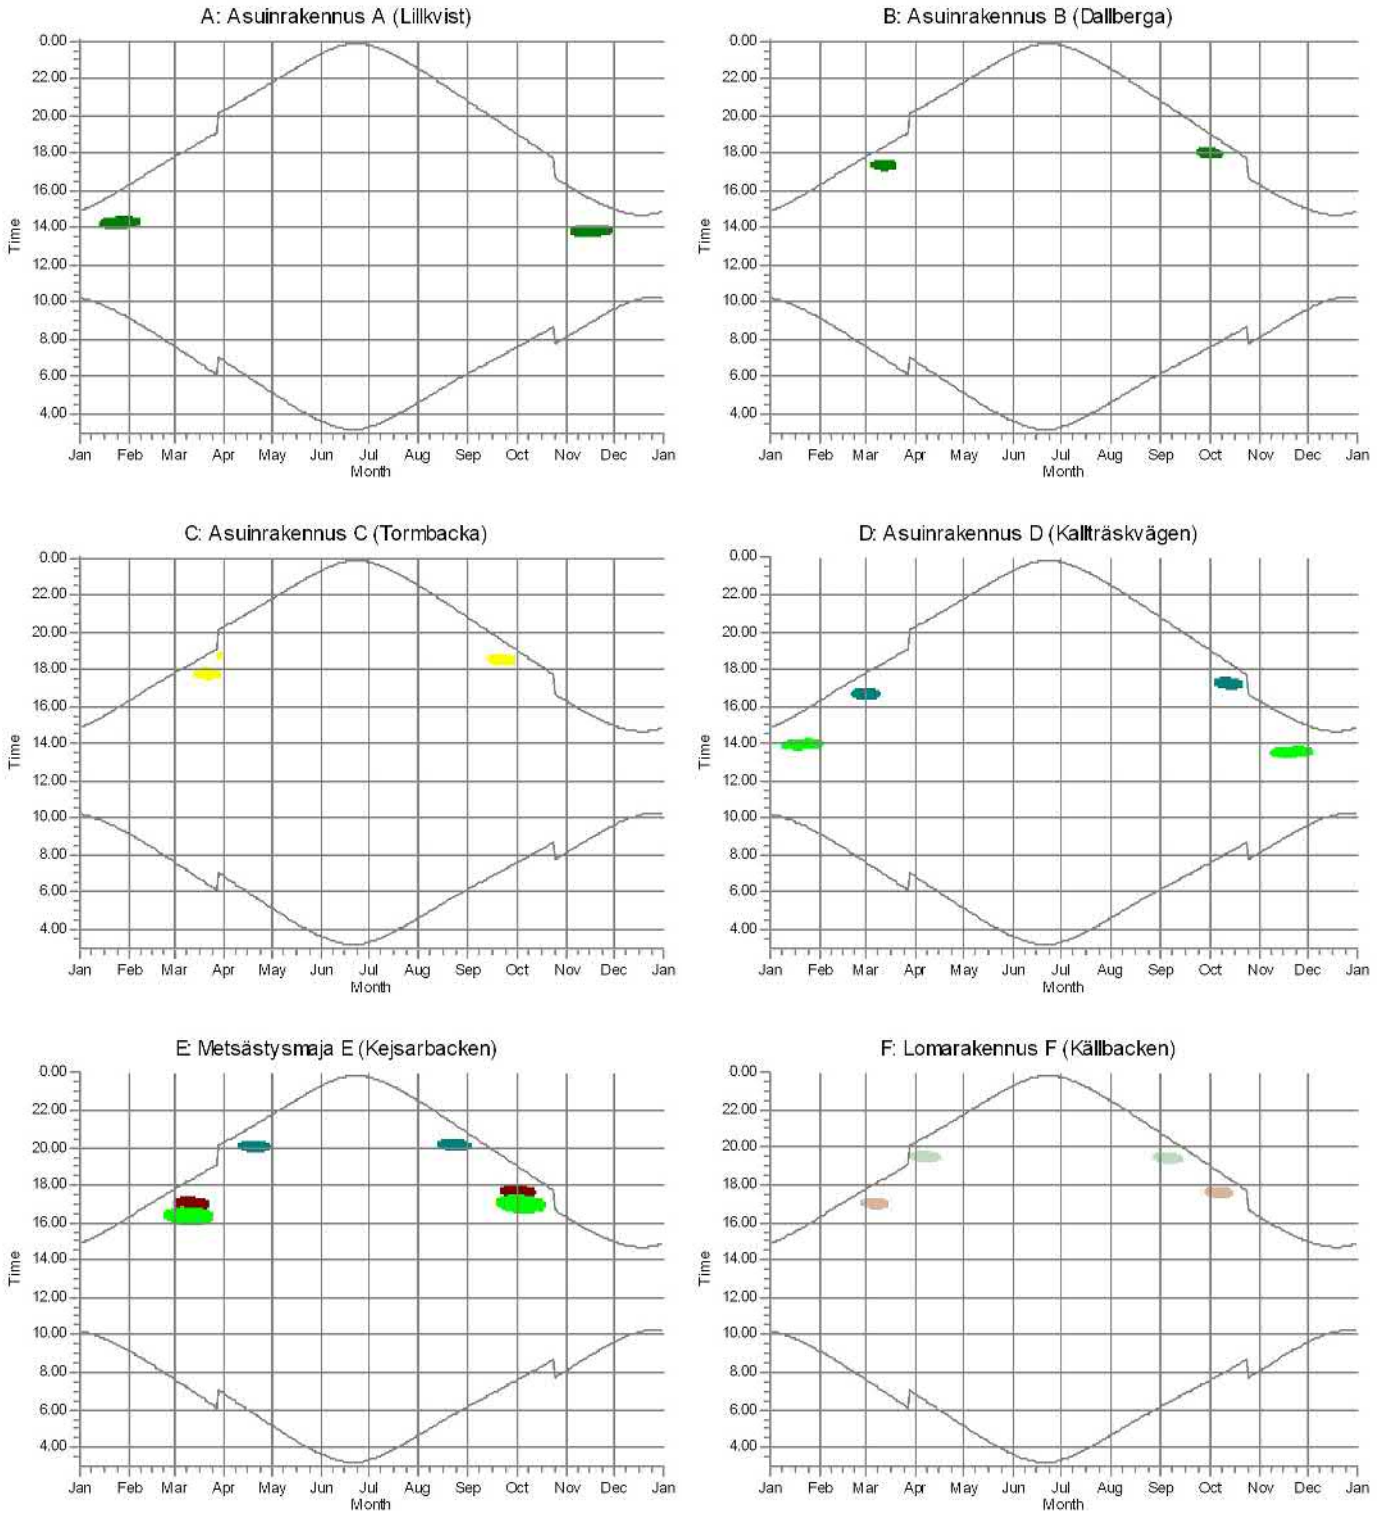 A: Asuinrakennus A (Lillkvist)
0.00
22.00
20.00
18.00
16.00
14.00
12.00
10.00
8.00
6.00
4.00
Time
Jan Feb Mar Apr May Jun Jul Aug Sep Oct Nov Dec Jan
Month
B: Asuinrakennus B (Dallberga)
0.00
22.00
20.00
18.00
16.00
14.00
12.00
10.00
8.00
6.00
4.00
Time
Jan Feb Mar Apr May Jun Jul Aug Sep Oct Nov Dec Jan
Month
C: Asuinrakennus C (Tormbacka)
0.00
22.00
20.00
18.00
16.00
14.00
12.00
10.00
8.00
6.00
4.00
Time
Jan Feb Mar Apr May Jun Jul Aug Sep Oct Nov Dec Jan
Month
D: Asuinrakennus D (Kallträskvägen)
0.00
22.00
20.00
18.00
16.00
14.00
12.00
10.00
8.00
6.00
4.00
Time
Jan Feb Mar Apr May Jun Jul Aug Sep Oct Nov Dec Jan
Month
E: Metsästysmaja E (Kejsarbacken)
0.00
22.00
20.00
18.00
16.00
14.00
12.00
10.00
8.00
6.00
4.00
Time
Jan Feb Mar Apr May Jun Jul Aug Sep Oct Nov Dec Jan
Month
F: Lomarakennus F (Källbacken)
0.00
22.00
20.00
18.00
16.00
14.00
12.00
10.00
8.00
6.00
4.00
Time
Jan Feb Mar Apr May Jun Jul Aug Sep Oct Nov Dec Jan
Month